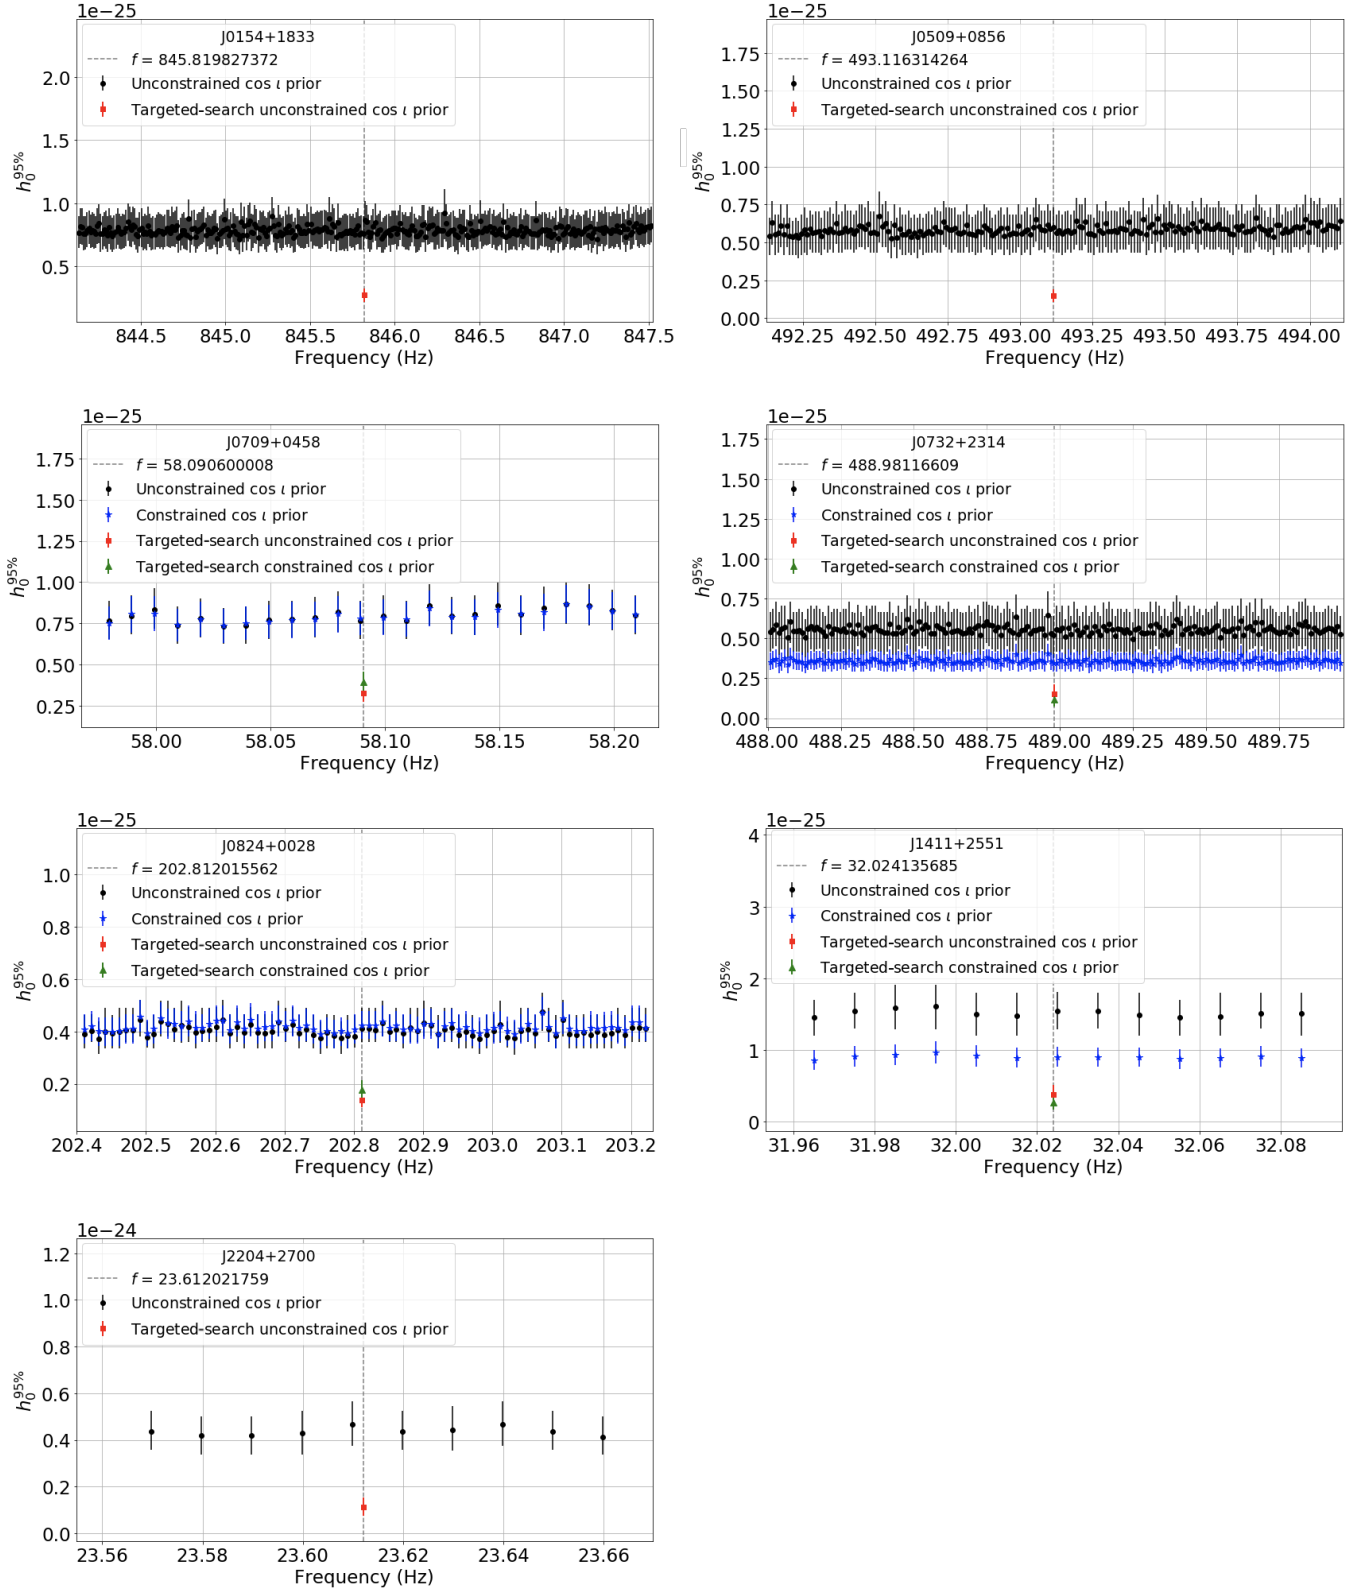 1e−25
J0154+1833
f = 845.819827372
Unconstrained cos ι prior
Targeted-search unconstrained cos ι prior
2.0
1.5
1.0
0.5
h₀⁹⁵%
844.5 845.0 845.5 846.0 846.5 847.0 847.5
Frequency (Hz)
J0509+0856
f = 493.116314264
Unconstrained cos ι prior
Targeted-search unconstrained cos ι prior
1e−25
1.75
1.50
1.25
1.00
0.75
0.50
0.25
0.00
h₀⁹⁵%
492.25 492.50 492.75 493.00 493.25 493.50 493.75 494.00
Frequency (Hz)
1e−25
J0709+0458
f = 58.090600008
Unconstrained cos ι prior
Constrained cos ι prior
Targeted-search unconstrained cos ι prior
Targeted-search constrained cos ι prior
1.75
1.50
1.25
1.00
0.75
0.50
0.25
h₀⁹⁵%
58.00 58.05 58.10 58.15 58.20
Frequency (Hz)
1e−25
J0732+2314
f = 488.98116609
Unconstrained cos ι prior
Constrained cos ι prior
Targeted-search unconstrained cos ι prior
Targeted-search constrained cos ι prior
1.75
1.50
1.25
1.00
0.75
0.50
0.25
0.00
h₀⁹⁵%
488.00 488.25 488.50 488.75 489.00 489.25 489.50 489.75
Frequency (Hz)
1e−25
J0824+0028
f = 202.812015562
Unconstrained cos ι prior
Constrained cos ι prior
Targeted-search unconstrained cos ι prior
Targeted-search constrained cos ι prior
1.0
0.8
0.6
0.4
0.2
h₀⁹⁵%
202.4 202.5 202.6 202.7 202.8 202.9 203.0 203.1 203.2
Frequency (Hz)
1e−25
J1411+2551
f = 32.024135685
Unconstrained cos ι prior
Constrained cos ι prior
Targeted-search unconstrained cos ι prior
Targeted-search constrained cos ι prior
4
3
2
1
0
h₀⁹⁵%
31.96 31.98 32.00 32.02 32.04 32.06 32.08
Frequency (Hz)
1e−24
J2204+2700
f = 23.612021759
Unconstrained cos ι prior
Targeted-search unconstrained cos ι prior
1.2
1.0
0.8
0.6
0.4
0.2
0.0
h₀⁹⁵%
23.56 23.58 23.60 23.62 23.64 23.66
Frequency (Hz)